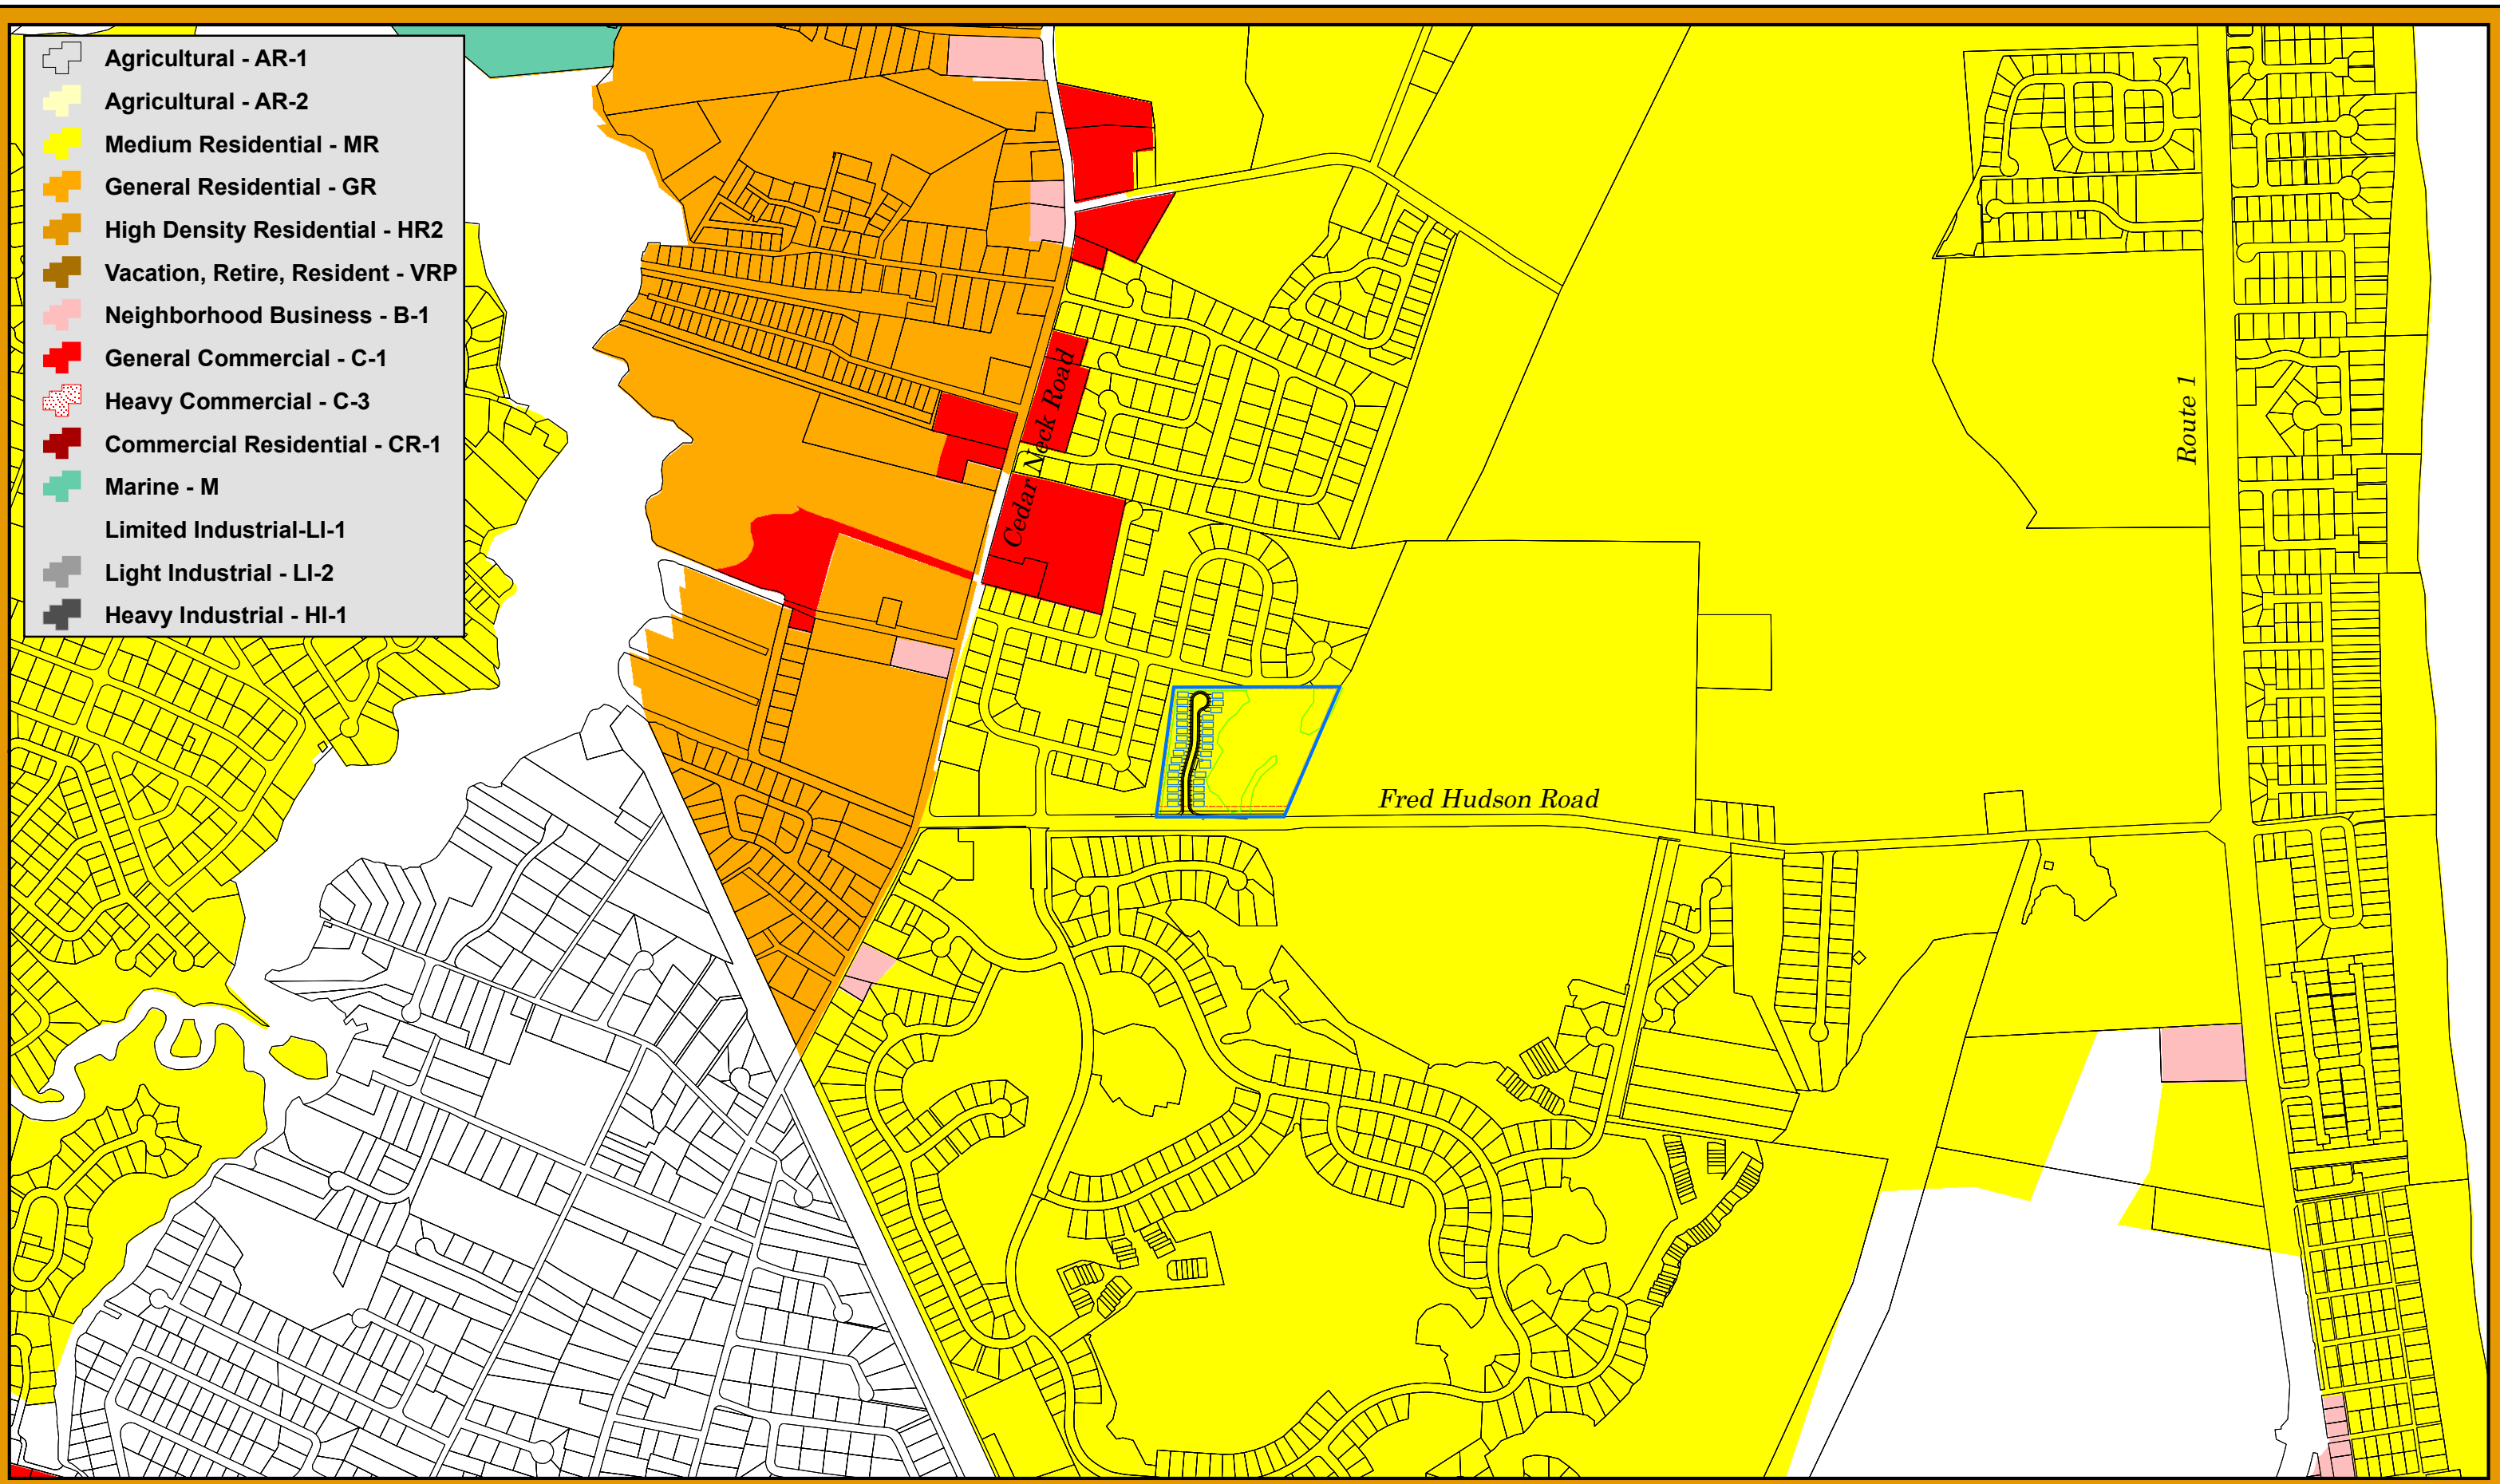 Agricultural - AR-1
Agricultural - AR-2
Medium Residential - MR
General Residential - GR
High Density Residential - HR2
Vacation, Retire, Resident - VRP
Neighborhood Business - B-1
General Commercial - C-1
Heavy Commercial - C-3
Commercial Residential - CR-1
Marine - M
Limited Industrial-LI-1
Light Industrial - LI-2
Heavy Industrial - HI-1
Cedar Neck Road
Route 1
Fred Hudson Road